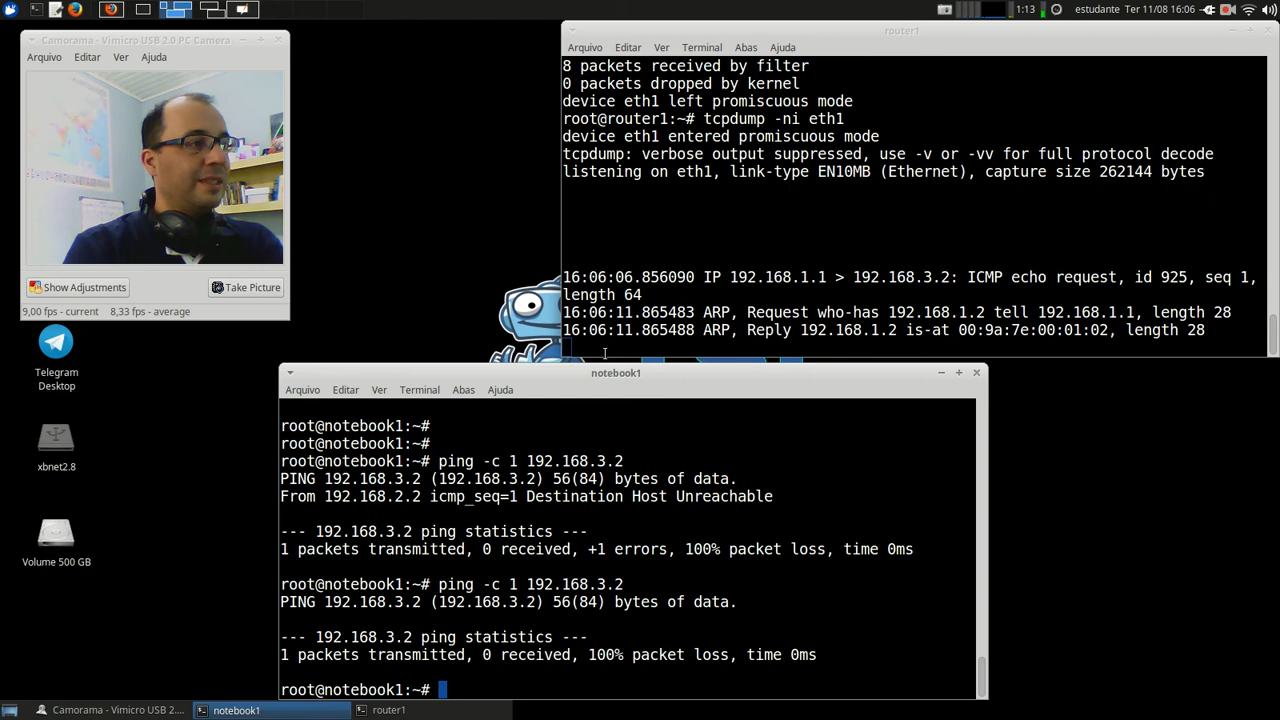 1:13
estudante Ter 11/08 16:06
Camorama - Vimicro USB 2.0 PC Camera
Arquivo Editar Ver Ajuda
Show Adjustments
Take Picture
9,00 fps - current 8,33 fps - average
Telegram
Desktop
xbnet2.8
Volume 500 GB
router1
Arquivo Editar Ver Terminal Abas Ajuda
8 packets received by filter
0 packets dropped by kernel
device eth1 left promiscuous mode
root@router1:~# tcpdump -ni eth1
device eth1 entered promiscuous mode
tcpdump: verbose output suppressed, use -v or -vv for full protocol decode
listening on eth1, link-type EN10MB (Ethernet), capture size 262144 bytes
16:06:06.856090 IP 192.168.1.1 > 192.168.3.2: ICMP echo request, id 925, seq 1,
length 64
16:06:11.865483 ARP, Request who-has 192.168.1.2 tell 192.168.1.1, length 28
16:06:11.865488 ARP, Reply 192.168.1.2 is-at 00:9a:7e:00:01:02, length 28
notebook1
Arquivo Editar Ver Terminal Abas Ajuda
root@notebook1:~#
root@notebook1:~#
root@notebook1:~# ping -c 1 192.168.3.2
PING 192.168.3.2 (192.168.3.2) 56(84) bytes of data.
From 192.168.2.2 icmp_seq=1 Destination Host Unreachable
--- 192.168.3.2 ping statistics ---
1 packets transmitted, 0 received, +1 errors, 100% packet loss, time 0ms
root@notebook1:~# ping -c 1 192.168.3.2
PING 192.168.3.2 (192.168.3.2) 56(84) bytes of data.
--- 192.168.3.2 ping statistics ---
1 packets transmitted, 0 received, 100% packet loss, time 0ms
root@notebook1:~#
Camorama - Vimicro USB 2....
notebook1
router1